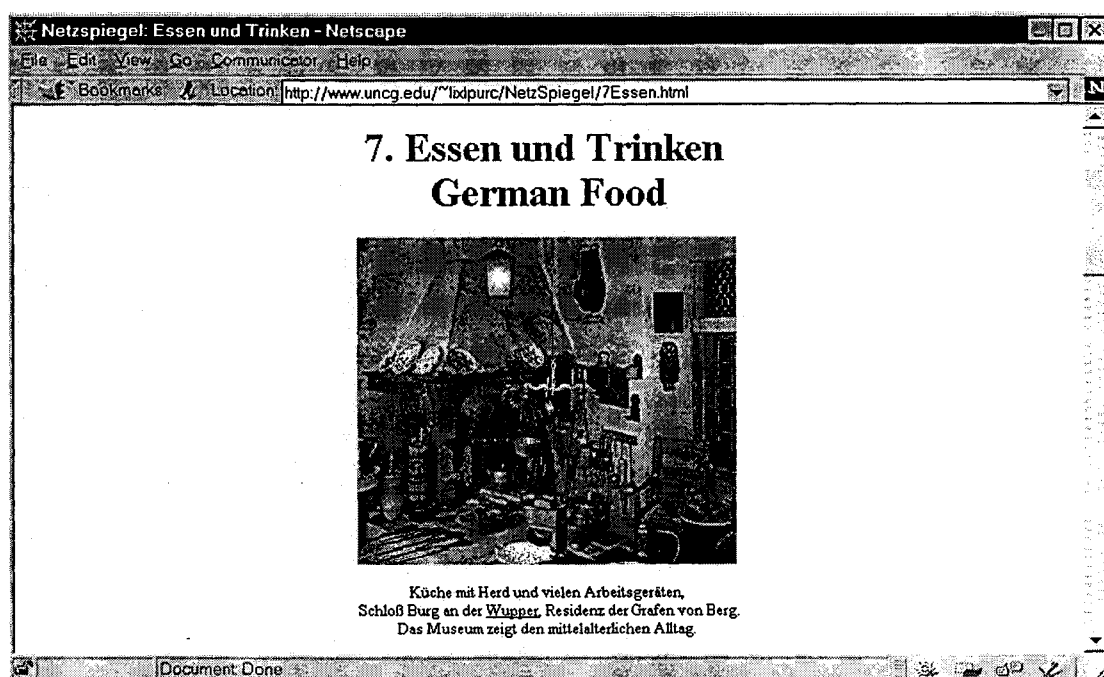 Netzspiegel: Essen und Trinken - Netscape
File Edit View Go Communicator Help
Bookmarks Location: http://www.uncg.edu/~lixlpurc/NetzSpiegel/7Essen.html
N
7. Essen und Trinken
German Food
Küche mit Herd und vielen Arbeitsgeräten,
Schloß Burg an der Wupper, Residenz der Grafen von Berg.
Das Museum zeigt den mittelalterlichen Alltag.
Document: Done